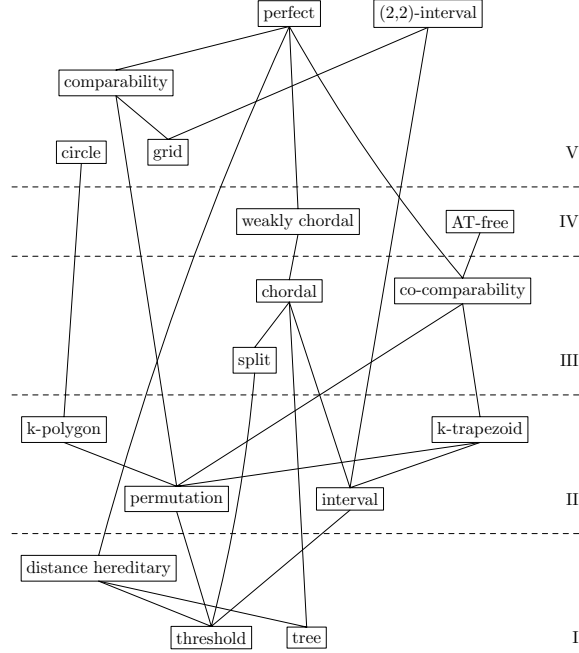 perfect
(2,2)-interval
comparability
circle
grid
V
weakly chordal
AT-free
IV
chordal
co-comparability
split
III
k-polygon
k-trapezoid
permutation
interval
II
distance hereditary
threshold
tree
I